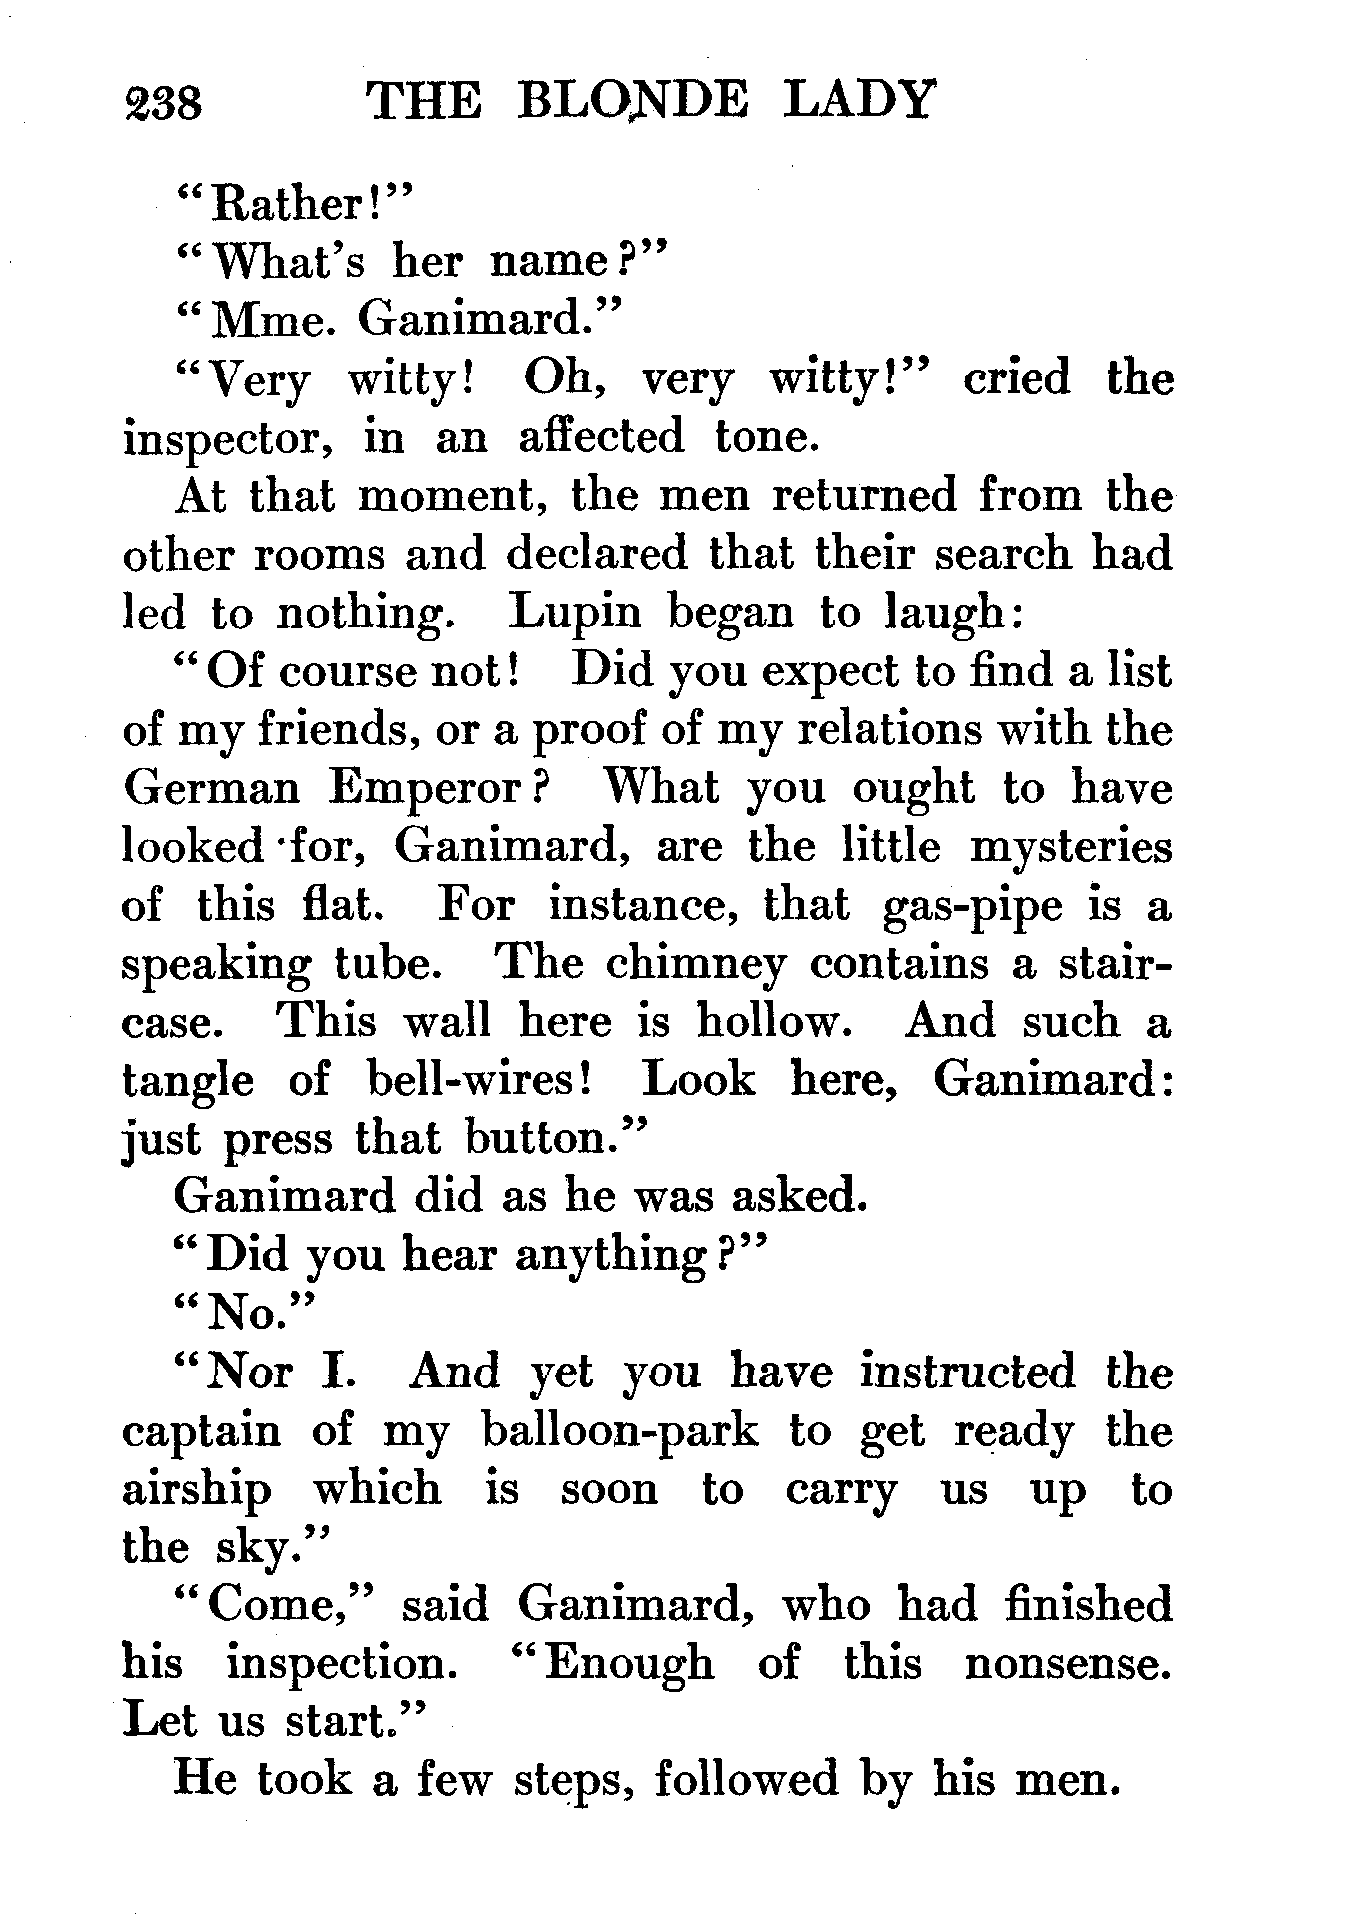 238 THE BLONDE LADY
"Rather!"
"What's her name?"
"Mme. Ganimard."
"Very witty! Oh, very witty!" cried the
inspector, in an affected tone.
At that moment, the men returned from the
other rooms and declared that their search had
led to nothing. Lupin began to laugh:
"Of course not! Did you expect to find a list
of my friends, or a proof of my relations with the
German Emperor? What you ought to have
looked for, Ganimard, are the little mysteries
of this flat. For instance, that gas-pipe is a
speaking tube. The chimney contains a stair-
case. This wall here is hollow. And such a
tangle of bell-wires! Look here, Ganimard:
just press that button."
Ganimard did as he was asked.
"Did you hear anything?"
"No."
"Nor I. And yet you have instructed the
captain of my balloon-park to get ready the
airship which is soon to carry us up to
the sky."
"Come," said Ganimard, who had finished
his inspection. "Enough of this nonsense.
Let us start."
He took a few steps, followed by his men.